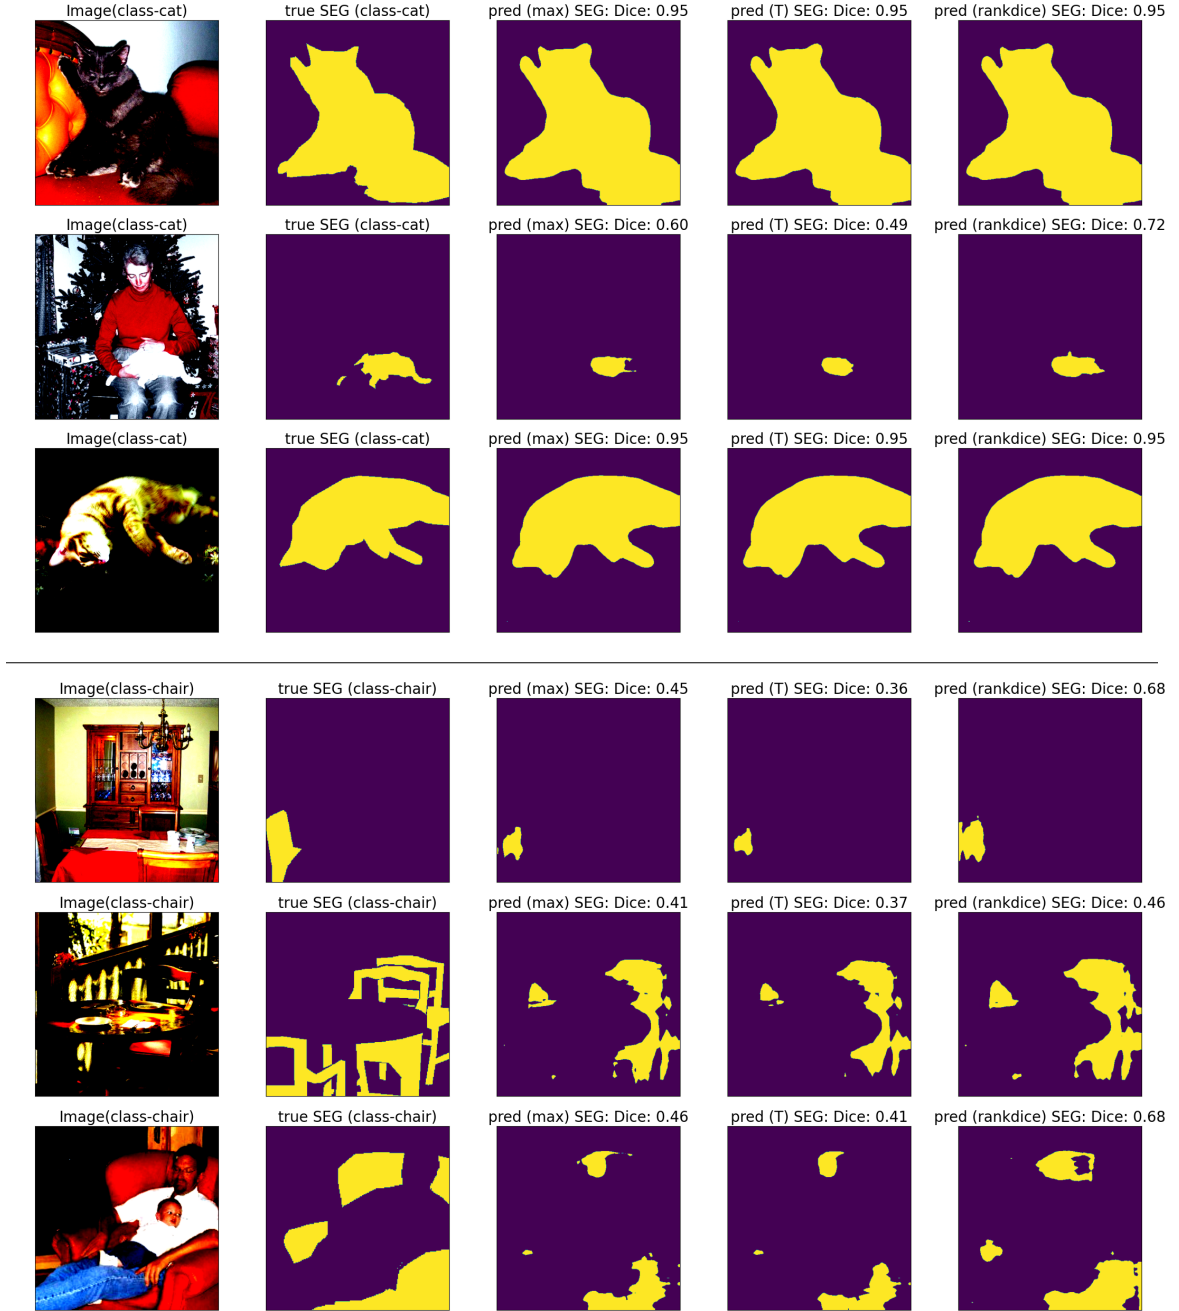 Image(class-cat) true SEG (class-cat) pred (max) SEG: Dice: 0.95 pred (T) SEG: Dice: 0.95 pred (rankdice) SEG: Dice: 0.95
Image(class-cat) true SEG (class-cat) pred (max) SEG: Dice: 0.60 pred (T) SEG: Dice: 0.49 pred (rankdice) SEG: Dice: 0.72
Image(class-cat) true SEG (class-cat) pred (max) SEG: Dice: 0.95 pred (T) SEG: Dice: 0.95 pred (rankdice) SEG: Dice: 0.95
Image(class-chair) true SEG (class-chair) pred (max) SEG: Dice: 0.45 pred (T) SEG: Dice: 0.36 pred (rankdice) SEG: Dice: 0.68
Image(class-chair) true SEG (class-chair) pred (max) SEG: Dice: 0.41 pred (T) SEG: Dice: 0.37 pred (rankdice) SEG: Dice: 0.46
Image(class-chair) true SEG (class-chair) pred (max) SEG: Dice: 0.46 pred (T) SEG: Dice: 0.41 pred (rankdice) SEG: Dice: 0.68